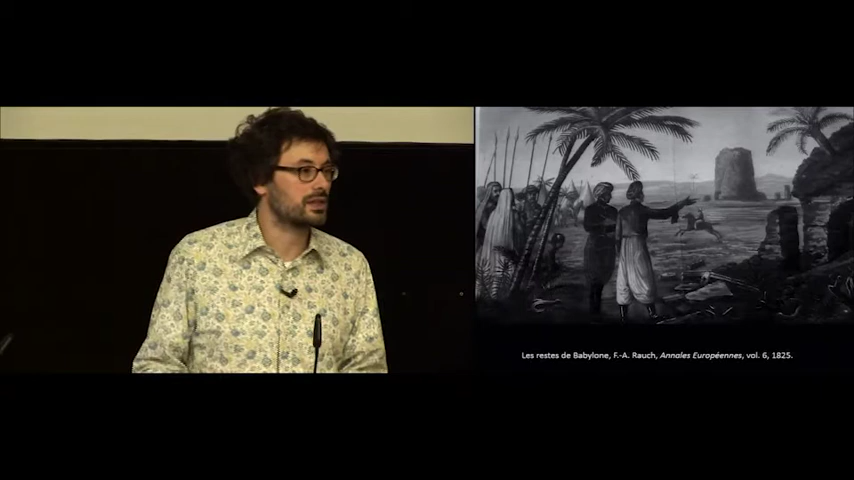 Les restes de Babylone, F.-A. Rauch, Annales Européennes, vol. 6, 1825.